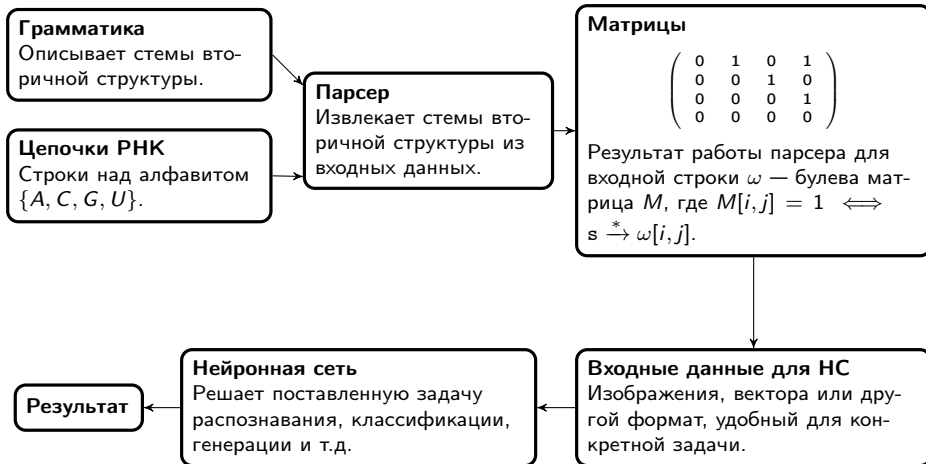 Грамматика
Описывает стемы вто-
ричной структуры.
Цепочки РНК
Строки над алфавитом
{A, C, G, U}.
Парсер
Извлекает стемы вто-
ричной структуры из
входных данных.
Матрицы
0 1 0 1
0 0 1 0
0 0 0 1
0 0 0 0
Результат работы парсера для
входной строки ω — булева мат-
рица M, где M[i, j] = 1 ⟺
s →* ω[i, j].
Входные данные для НС
Изображения, вектора или дру-
гой формат, удобный для кон-
кретной задачи.
Нейронная сеть
Решает поставленную задачу
распознавания, классификации,
генерации и т.д.
Результат